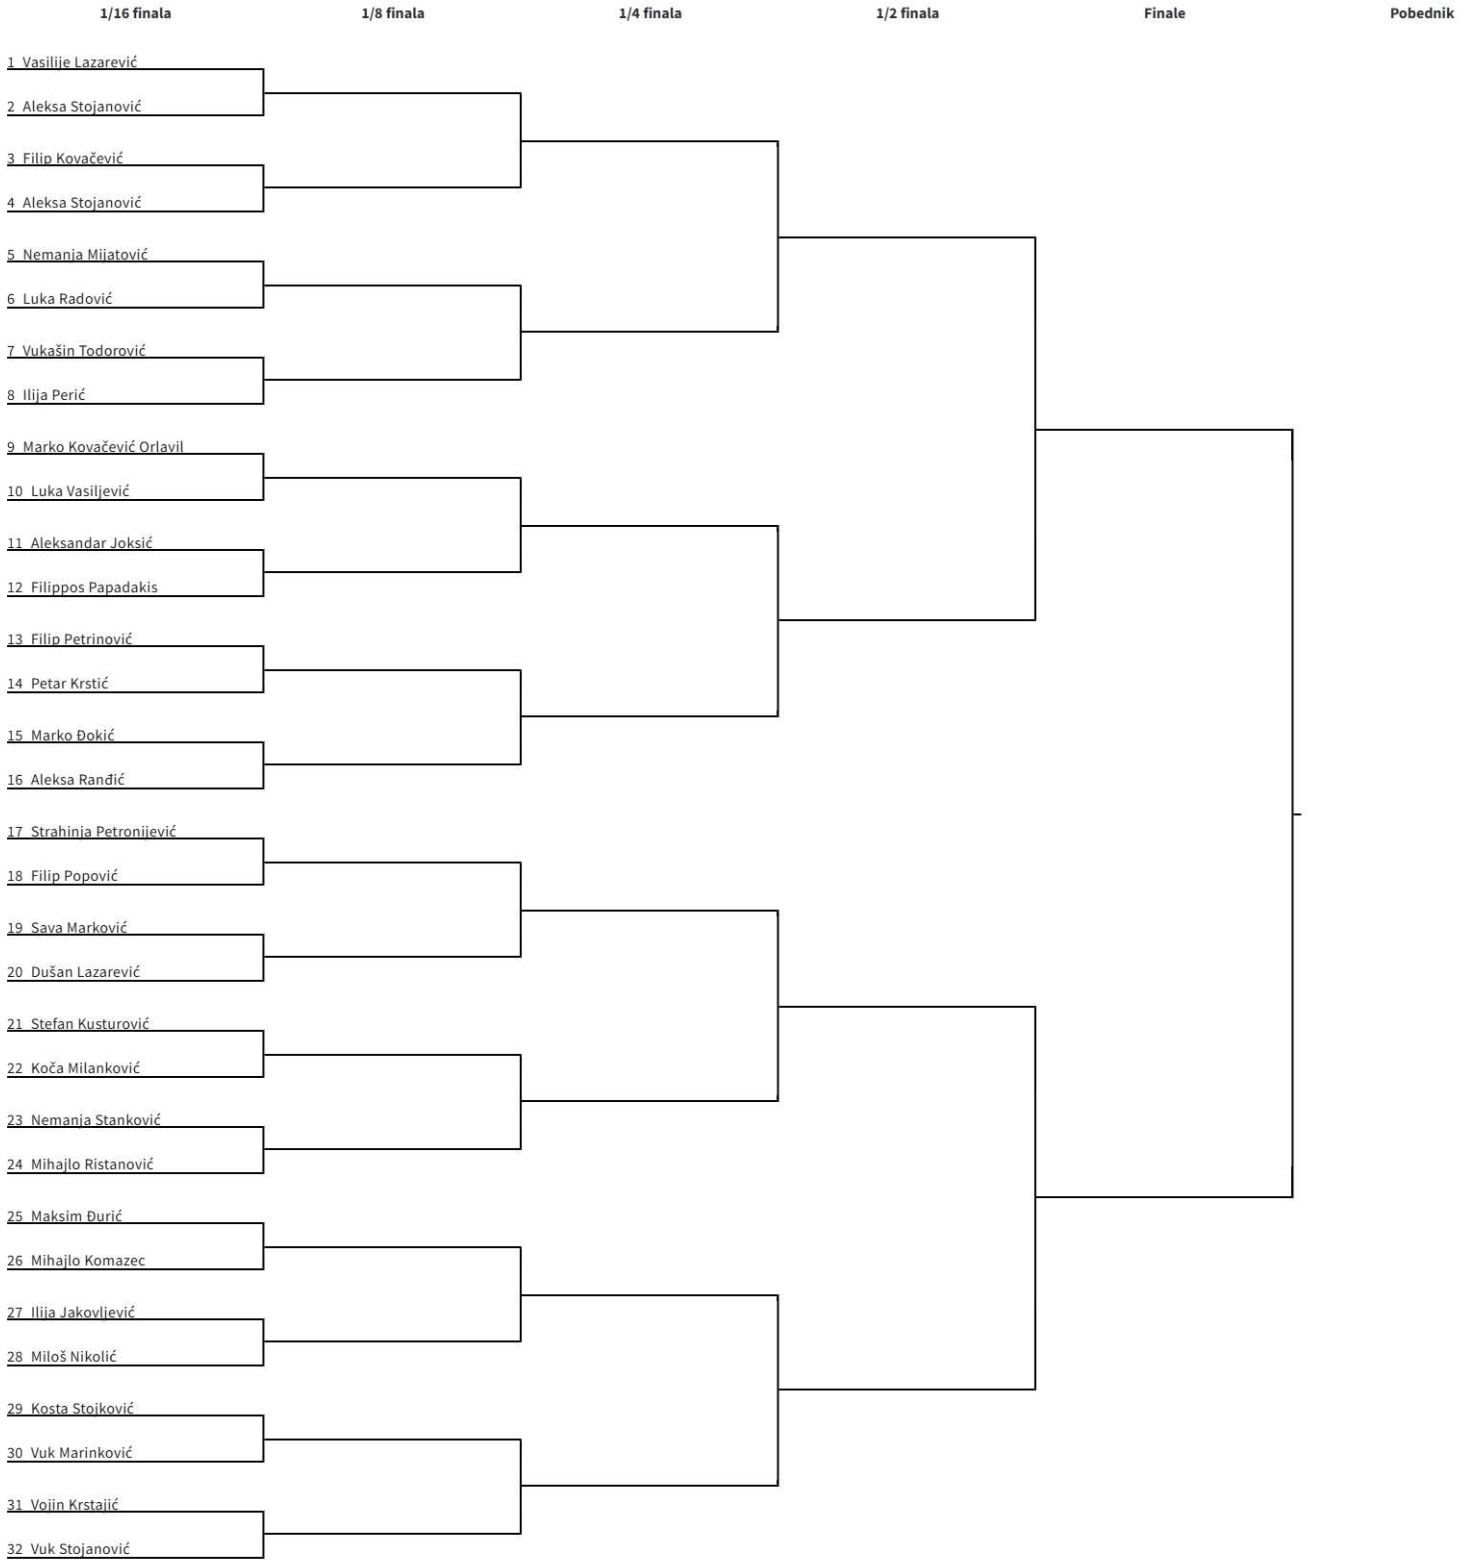 1/16 finala 1/8 finala 1/4 finala 1/2 finala Finale Pobednik
1 Vasilije Lazarević
2 Aleksa Stojanović
3 Filip Kovačević
4 Aleksa Stojanović
5 Nemanja Mijatović
6 Luka Radović
7 Vukašin Todorović
8 Ilija Perić
9 Marko Kovačević Orlavil
10 Luka Vasiljević
11 Aleksandar Joksić
12 Filippos Papadakis
13 Filip Petrinović
14 Petar Krstić
15 Marko Đokić
16 Aleksa Ranđić
17 Strahinja Petronijević
18 Filip Popović
19 Sava Marković
20 Dušan Lazarević
21 Stefan Kusturović
22 Koča Milanković
23 Nemanja Stanković
24 Mihajlo Ristanović
25 Maksim Đurić
26 Mihajlo Komazec
27 Ilija Jakovljević
28 Miloš Nikolić
29 Kosta Stojković
30 Vuk Marinković
31 Vojin Krstajić
32 Vuk Stojanović